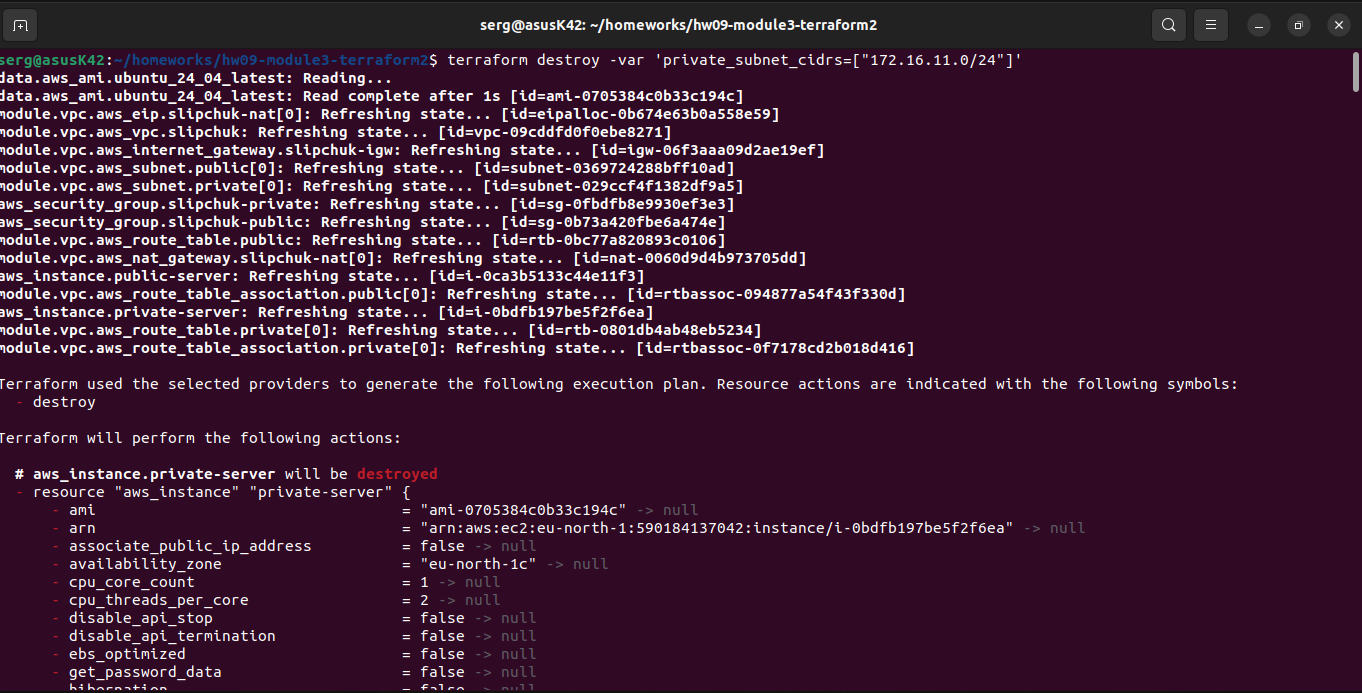 serg@asusK42: ~/homeworks/hw09-module3-terraform2
serg@asusK42:~/homeworks/hw09-module3-terraform2$ terraform destroy -var 'private_subnet_cidrs=["172.16.11.0/24"]'
data.aws_ami.ubuntu_24_04_latest: Reading...
data.aws_ami.ubuntu_24_04_latest: Read complete after 1s [id=ami-0705384c0b33c194c]
module.vpc.aws_eip.slipchuk-nat[0]: Refreshing state... [id=eipalloc-0b674e63b0a558e59]
module.vpc.aws_vpc.slipchuk: Refreshing state... [id=vpc-09cddfd0f0ebe8271]
module.vpc.aws_internet_gateway.slipchuk-igw: Refreshing state... [id=igw-06f3aaa09d2ae19ef]
module.vpc.aws_subnet.public[0]: Refreshing state... [id=subnet-0369724288bff10ad]
module.vpc.aws_subnet.private[0]: Refreshing state... [id=subnet-029ccf4f1382df9a5]
aws_security_group.slipchuk-private: Refreshing state... [id=sg-0fbdfb8e9930ef3e3]
aws_security_group.slipchuk-public: Refreshing state... [id=sg-0b73a420fbe6a474e]
module.vpc.aws_route_table.public: Refreshing state... [id=rtb-0bc77a820893c0106]
module.vpc.aws_nat_gateway.slipchuk-nat[0]: Refreshing state... [id=nat-0060d9d4b973705dd]
aws_instance.public-server: Refreshing state... [id=i-0ca3b5133c44e11f3]
module.vpc.aws_route_table_association.public[0]: Refreshing state... [id=rtbassoc-094877a54f43f330d]
aws_instance.private-server: Refreshing state... [id=i-0bdfb197be5f2f6ea]
module.vpc.aws_route_table.private[0]: Refreshing state... [id=rtb-0801db4ab48eb5234]
module.vpc.aws_route_table_association.private[0]: Refreshing state... [id=rtbassoc-0f7178cd2b018d416]
Terraform used the selected providers to generate the following execution plan. Resource actions are indicated with the following symbols:
- destroy
Terraform will perform the following actions:
# aws_instance.private-server will be destroyed
- resource "aws_instance" "private-server" {
- ami = "ami-0705384c0b33c194c" -> null
- arn = "arn:aws:ec2:eu-north-1:590184137042:instance/i-0bdfb197be5f2f6ea" -> null
- associate_public_ip_address = false -> null
- availability_zone = "eu-north-1c" -> null
- cpu_core_count = 1 -> null
- cpu_threads_per_core = 2 -> null
- disable_api_stop = false -> null
- disable_api_termination = false -> null
- ebs_optimized = false -> null
- get_password_data = false -> null
- hibernation = false -> null